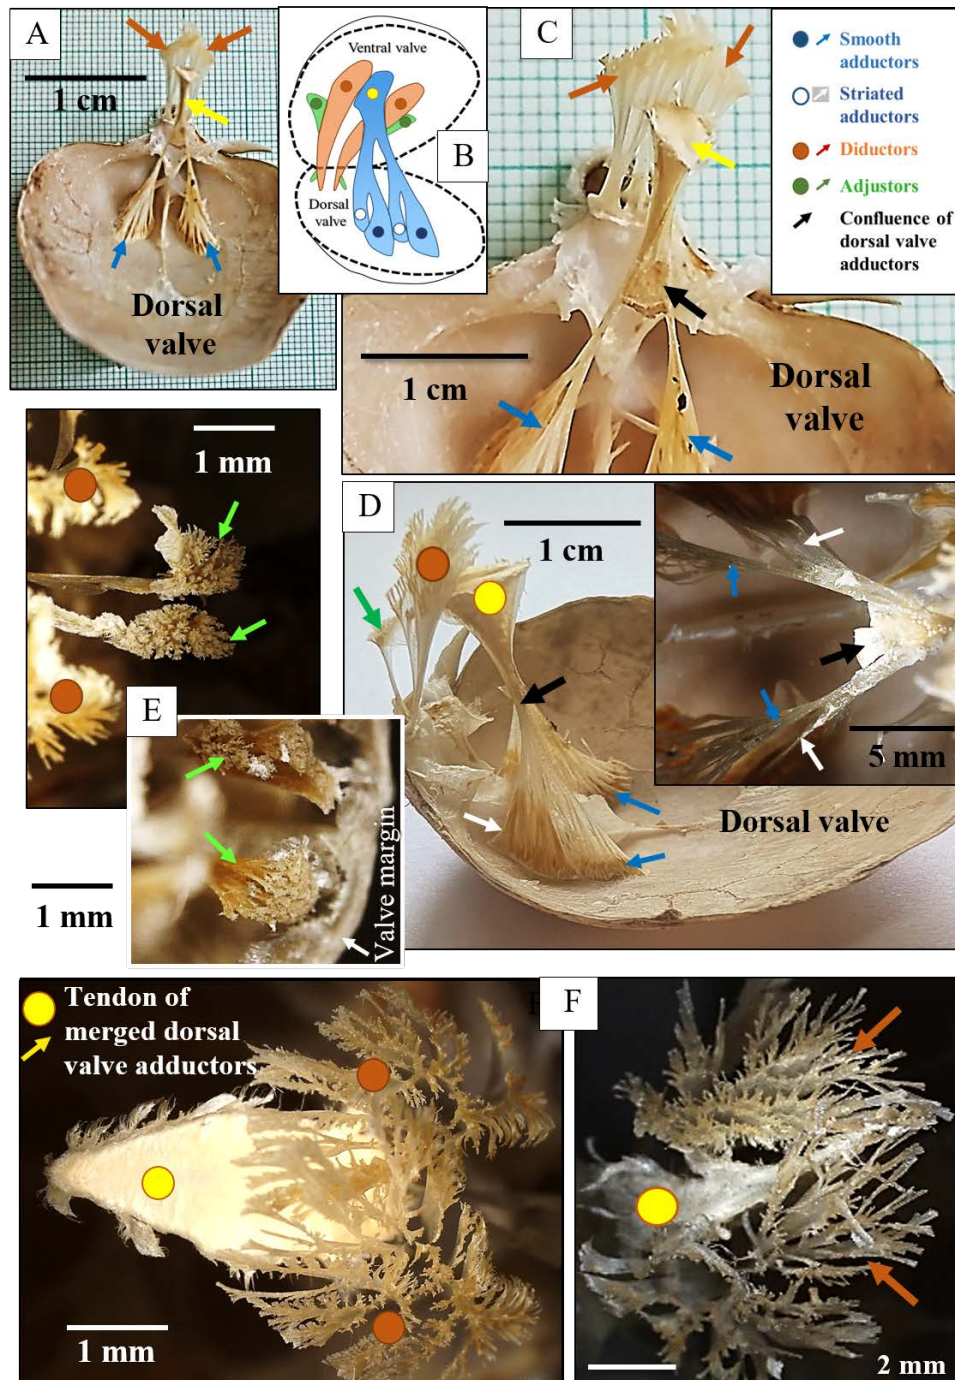 A
1 cm
Dorsal
valve
Ventral valve
B
Dorsal
valve
C
1 cm
Dorsal
valve
Smooth
adductors
Striated
adductors
Diductors
Adjustors
Confluence of
dorsal valve
adductors
1 mm
E
Valve margin
1 mm
D
1 cm
5 mm
Dorsal valve
Tendon of
merged dorsal
valve adductors
1 mm
F
2 mm